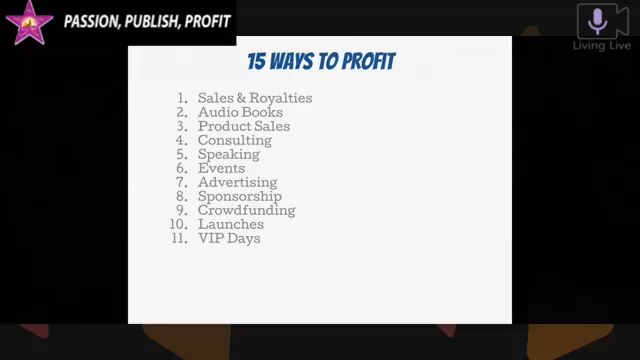 PASSION, PUBLISH, PROFIT
Living Live
15 WAYS TO PROFIT
1. Sales & Royalties
2. Audio Books
3. Product Sales
4. Consulting
5. Speaking
6. Events
7. Advertising
8. Sponsorship
9. Crowdfunding
10. Launches
11. VIP Days